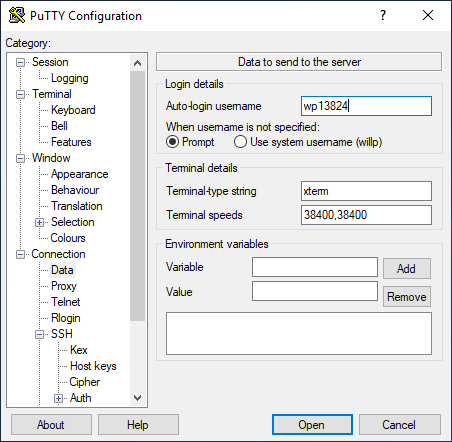 PuTTY Configuration
?
Category:
Session
Logging
Terminal
Keyboard
Bell
Features
Window
Appearance
Behaviour
Translation
Selection
Colours
Connection
Data
Proxy
Telnet
Rlogin
SSH
Kex
Host keys
Cipher
Auth
Data to send to the server
Login details
Auto-login username wp13824
When username is not specified:
Prompt Use system username (willp)
Terminal details
Terminal-type string xterm
Terminal speeds 38400,38400
Environment variables
Variable Add
Value Remove
About Help Open Cancel